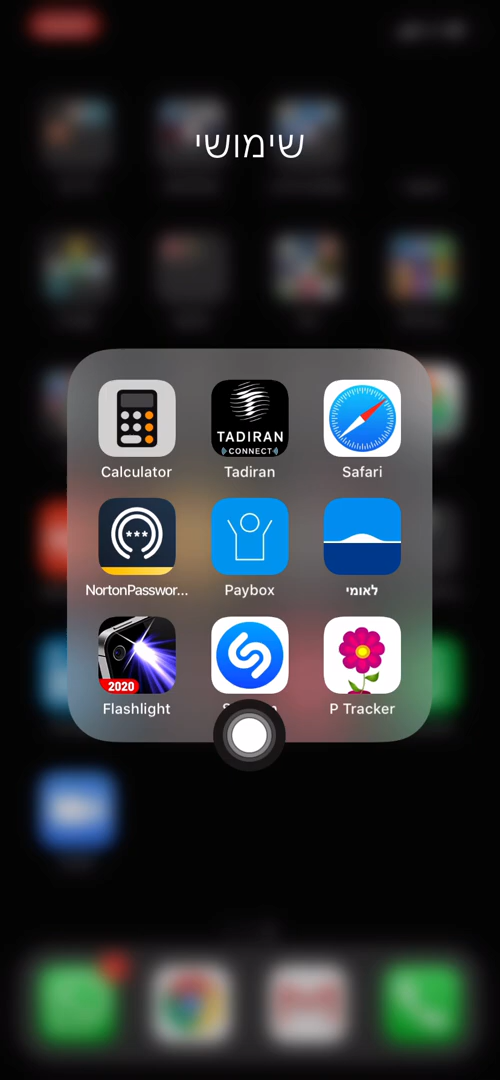 שימושי
TADIRAN
CONNECT
Calculator
Tadiran
Safari
***
NortonPasswor...
Paybox
לאומי
2020
Flashlight
P Tracker